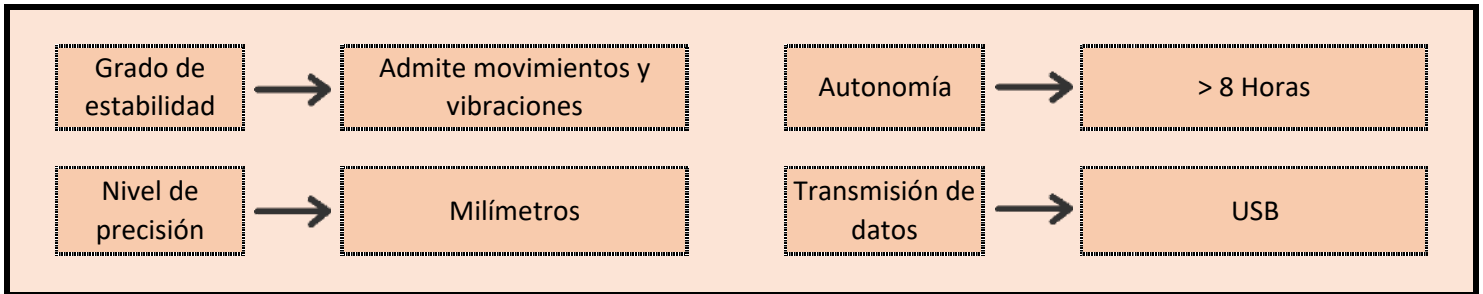 Grado de
estabilidad
Admite movimientos y
vibraciones
Autonomía
> 8 Horas
Nivel de
precisión
Milímetros
Transmisión de
datos
USB